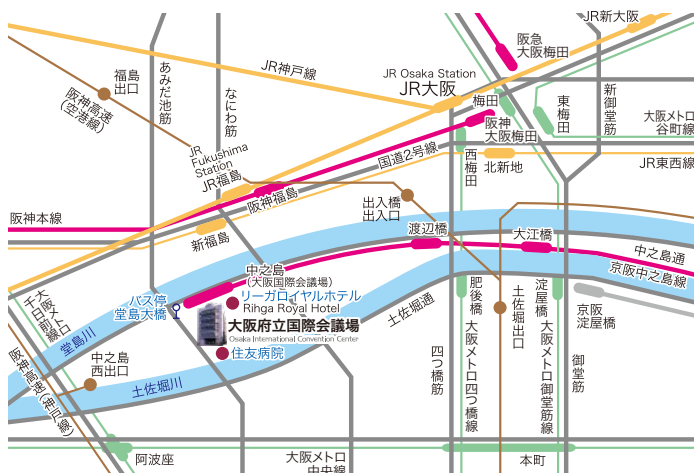 JR新大阪
阪急
大阪梅田
JR神戸線
JR Osaka Station
JR大阪
福島
出口
阪神高速
(空港線)
あみだ池筋
なにわ筋
梅田
阪神
大阪梅田
東梅田
新御堂筋
大阪メトロ
谷町線
JR
Fukushima
Station
JR福島
国道2号線
西梅田
北新地
JR東西線
阪神福島
阪神本線
新福島
出入橋
出入口
渡辺橋
大江橋
中之島通
京阪中之島線
中之島
(大阪国際会議場)
リーガロイヤルホテル
Rihga Royal Hotel
バス停
堂島大橋
大阪府立国際会議場
Osaka International Convention Center
住友病院
土佐堀通
肥後橋
土佐堀出口
淀屋橋
京阪
淀屋橋
大阪メトロ
千日前線
堂島川
阪神高速(神戸線)
中之島
西出口
土佐堀川
四つ橋筋
大阪メトロ四つ橋線
大阪メトロ御堂筋線
御堂筋
阿波座
大阪メトロ
中央線
本町